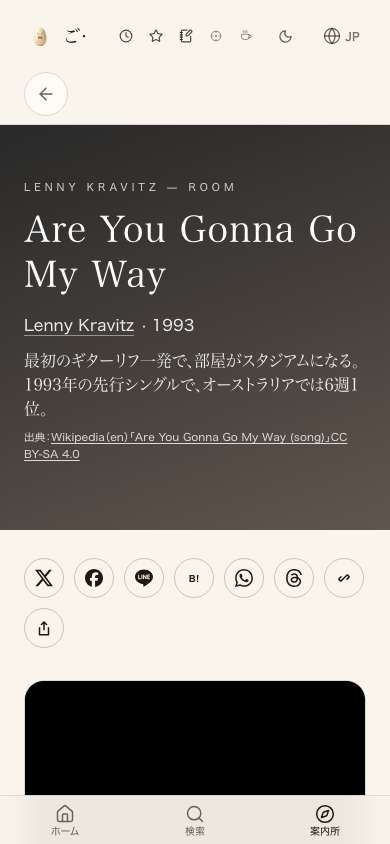 ご·
JP
LENNY KRAVITZ — ROOM
Are You Gonna Go
My Way
Lenny Kravitz · 1993
最初のギターリフ一発で、部屋がスタジアムになる。
1993年の先行シングルで、オーストラリアでは6週1
位。
出典：Wikipedia（en）「Are You Gonna Go My Way (song)」CC
BY-SA 4.0
LINE
B!
ホーム
検索
案内所